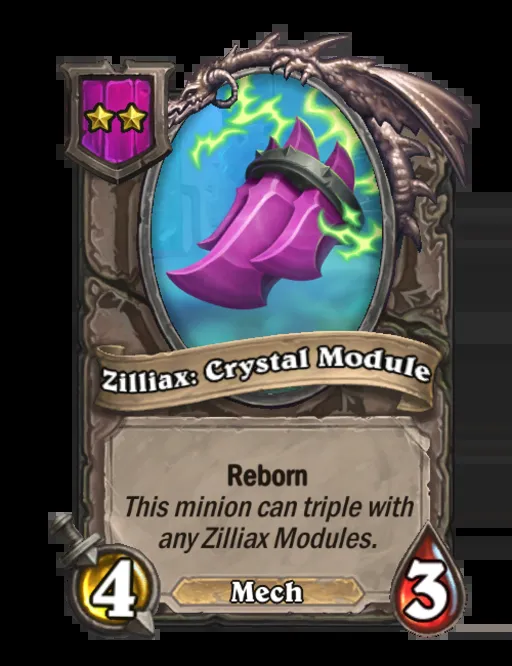 Zilliax: Crystal Module
Reborn
This minion can triple with
any Zilliax Modules.
4
Mech
3